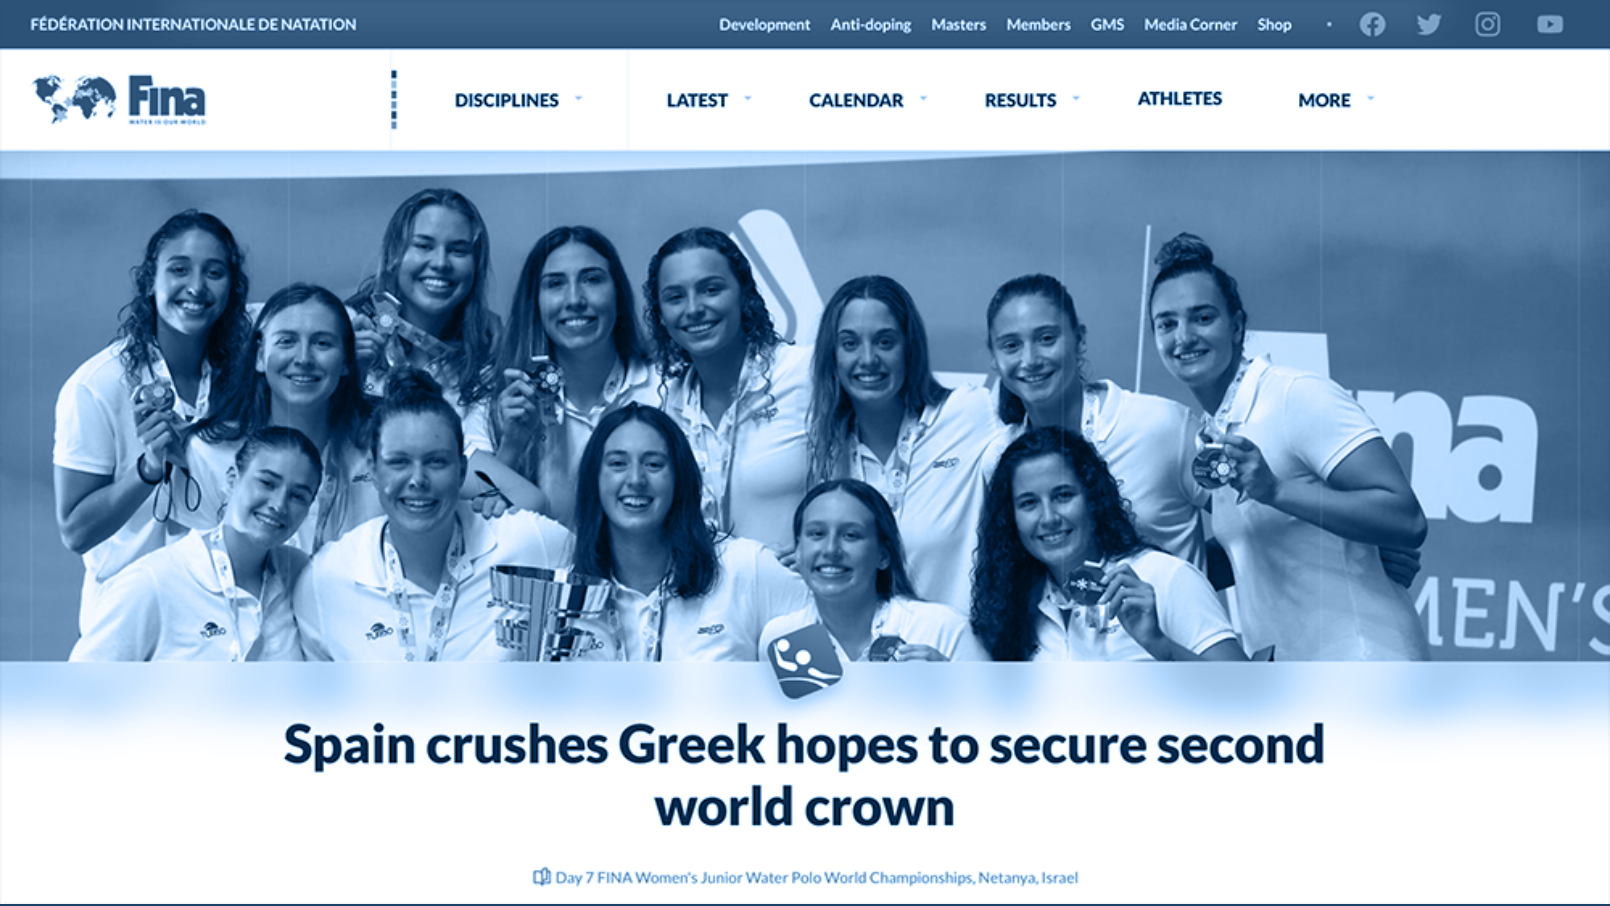 FÉDÉRATION INTERNATIONALE DE NATATION
Development Anti-doping Masters Members GMS Media Corner Shop
Fina
WATER IS OUR WORLD
DISCIPLINES LATEST CALENDAR RESULTS ATHLETES MORE
na
MEN'S
TURBO
Spain crushes Greek hopes to secure second
world crown
Day 7 FINA Women's Junior Water Polo World Championships, Netanya, Israel